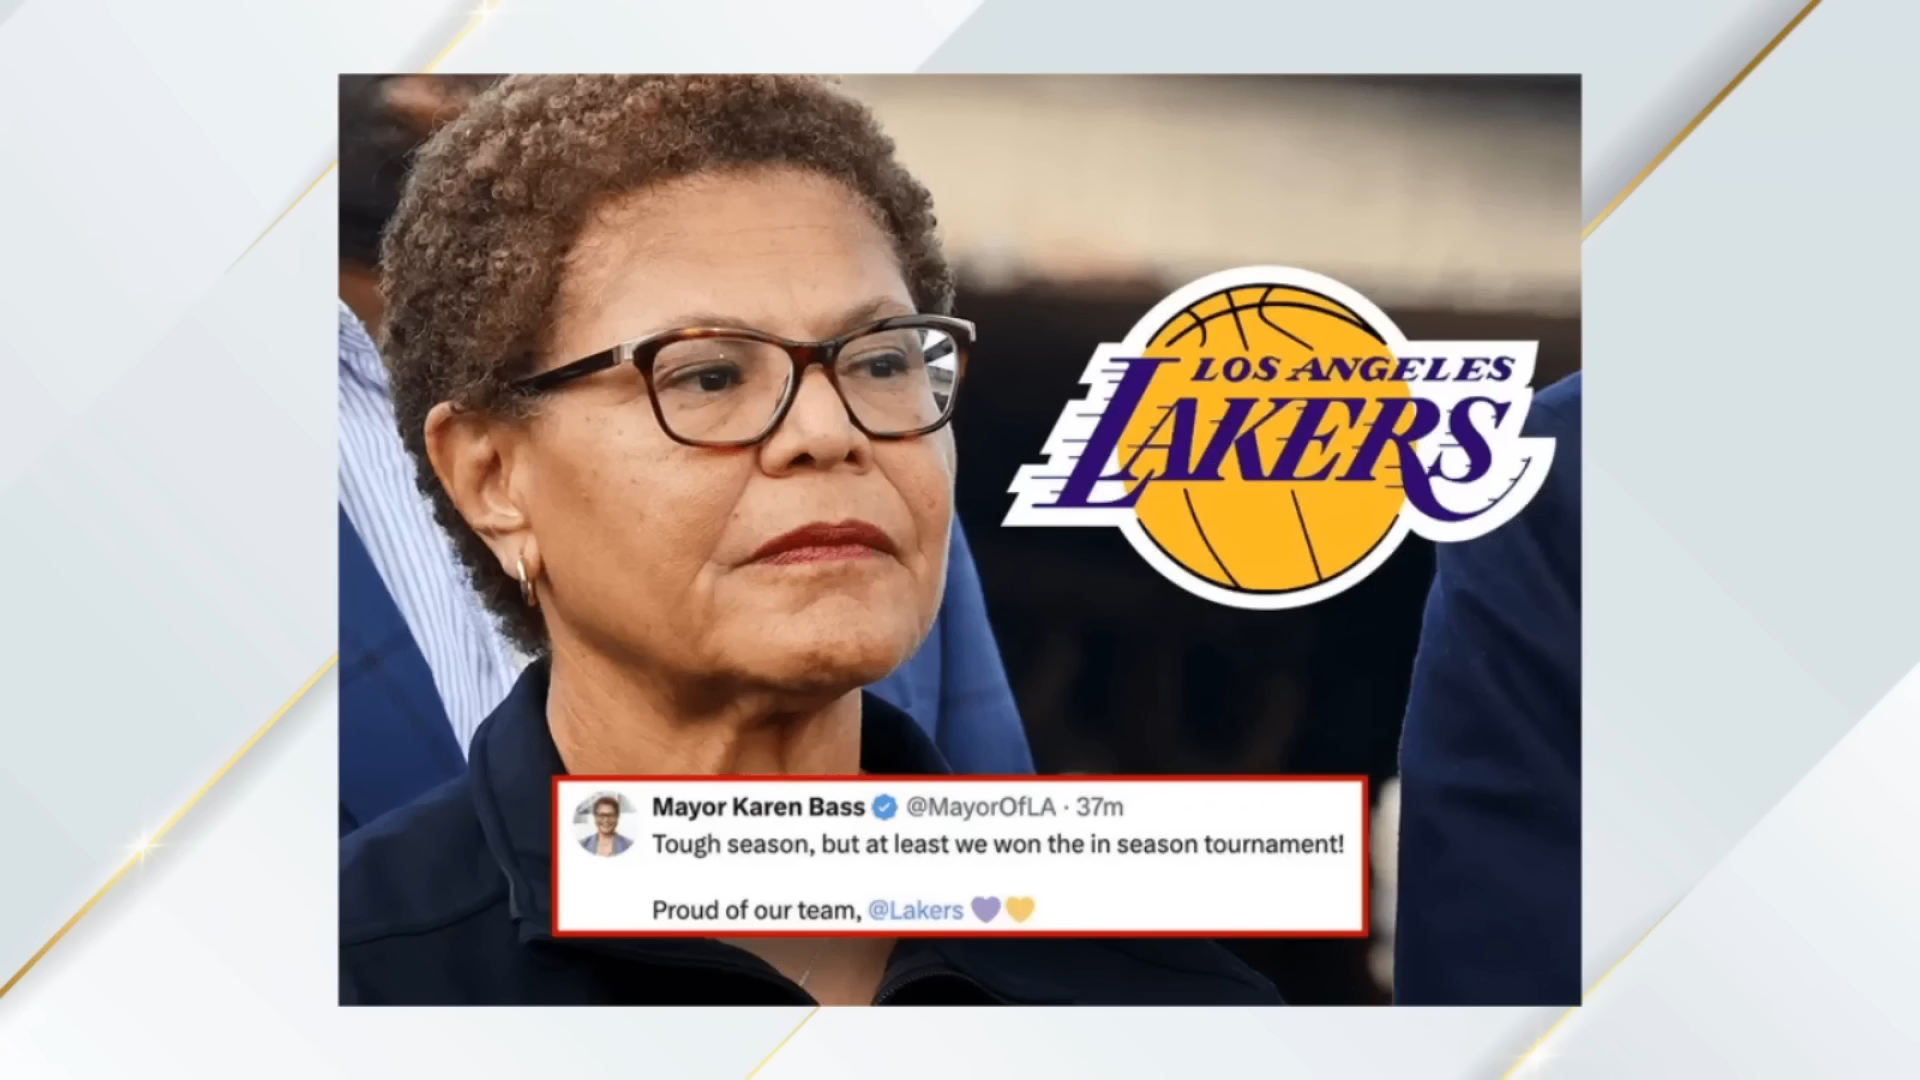 LOS ANGELES
LAKERS
Mayor Karen Bass @MayorOfLA · 37m
Tough season, but at least we won the in season tournament!
Proud of our team, @Lakers 💜💛